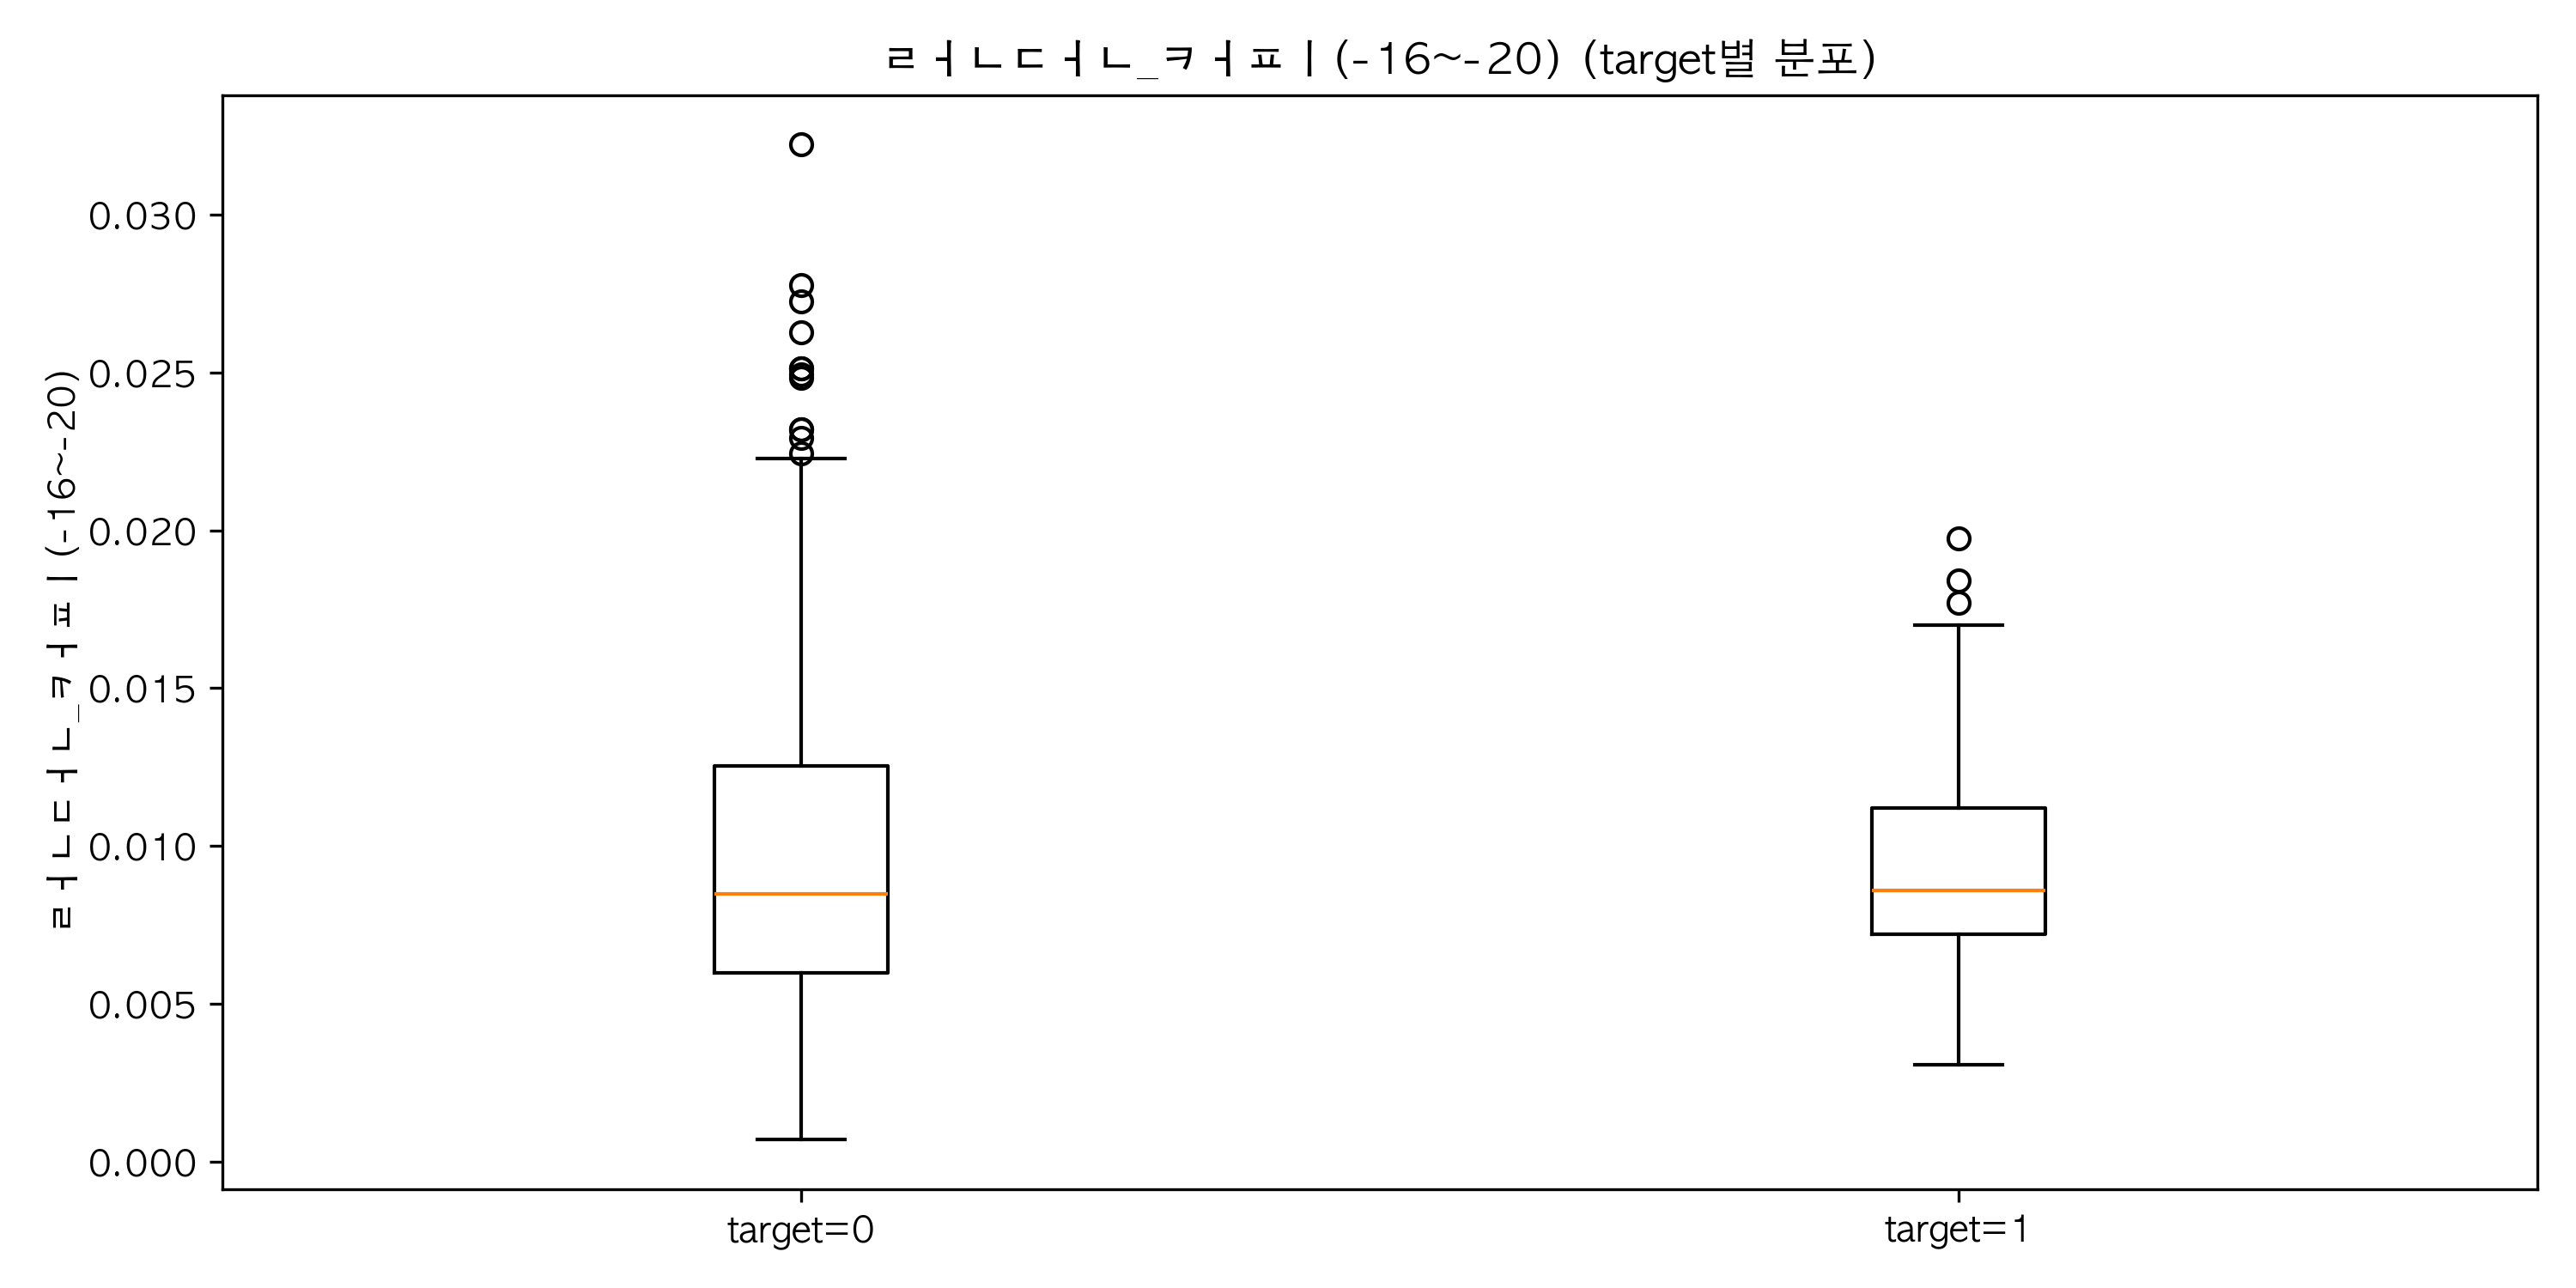 ㄹㅓㄴㄷㅓㄴ_ㅋㅓㅍㅣ(-16~-20) (target별 분포)
ㄹㅓㄴㄷㅓㄴ_ㅋㅓㅍㅣ(-16~-20)
0.030
0.025
0.020
0.015
0.010
0.005
0.000
target=0
target=1